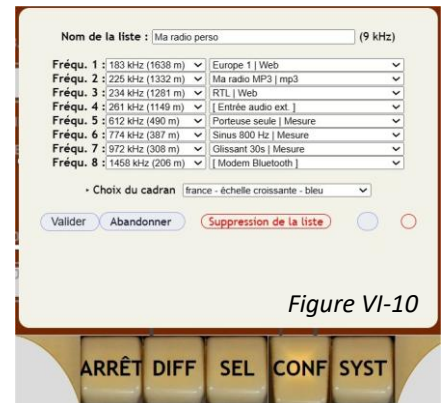 Nom de la liste : Ma radio perso (9 kHz)
Fréqu. 1 : 183 kHz (1638 m) Europe 1 | Web
Fréqu. 2 : 225 kHz (1332 m) Ma radio MP3 | mp3
Fréqu. 3 : 234 kHz (1281 m) RTL | Web
Fréqu. 4 : 261 kHz (1149 m) [ Entrée audio ext. ]
Fréqu. 5 : 612 kHz (490 m) Porteuse seule | Mesure
Fréqu. 6 : 774 kHz (387 m) Sinus 800 Hz | Mesure
Fréqu. 7 : 972 kHz (308 m) Glissant 30s | Mesure
Fréqu. 8 : 1458 kHz (206 m) [ Modem Bluetooth ]
Choix du cadran france - échelle croissante - bleu
Valider Abandonner Suppression de la liste
Figure VI-10
ARRÊT DIFF SEL CONF SYST